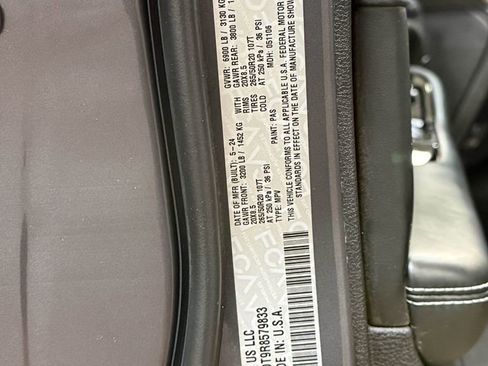 US LLC
DATE OF MFR (BUILT): 5-24 GVWR: 6900 LB / 3130 KG
GAWR FRONT: 3200 LB / 1452 KG WITH GAWR REAR: 3800 LB
20X8.5 RIMS 20X8.5
265/50R20 107T TIRES 265/50R20 107T
AT 250 kPa / 36 PSI COLD AT 250 kPa / 36 PSI
TYPE: MPV PAINT: PAS MDH: 051106
THIS VEHICLE CONFORMS TO ALL APPLICABLE U.S.A. FEDERAL MOTOR
STANDARDS IN EFFECT ON THE DATE OF MANUFACTURE SHOW
DT9R8579833
DE IN: U.S.A.
FCA